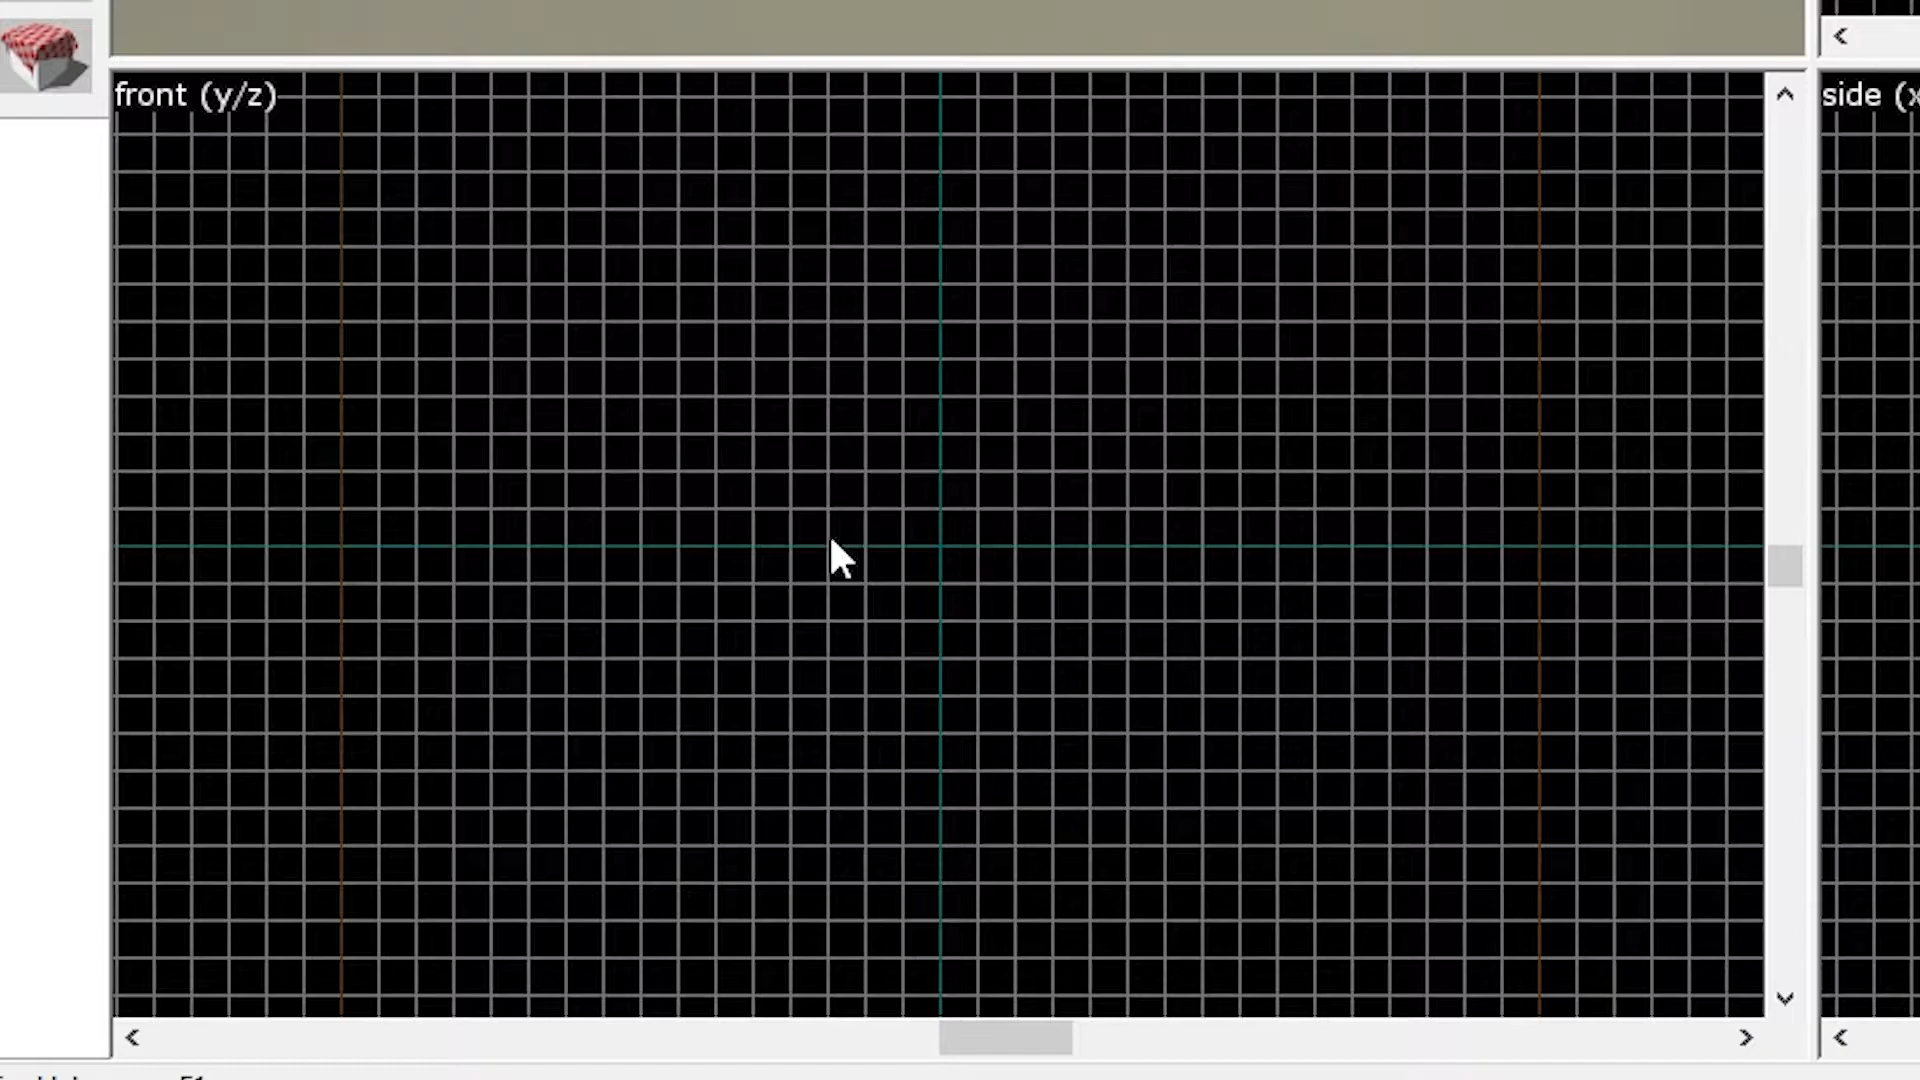 front (y/z)
side (x